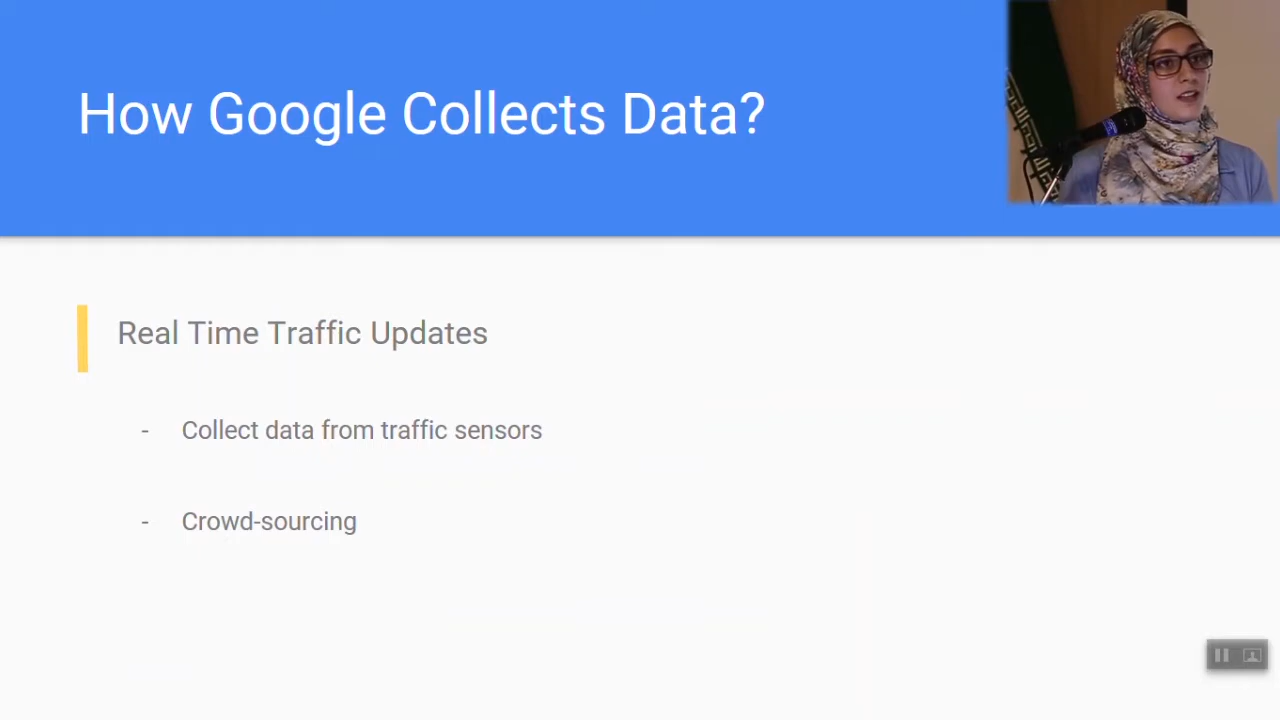 How Google Collects Data?
Real Time Traffic Updates
- Collect data from traffic sensors
- Crowd-sourcing